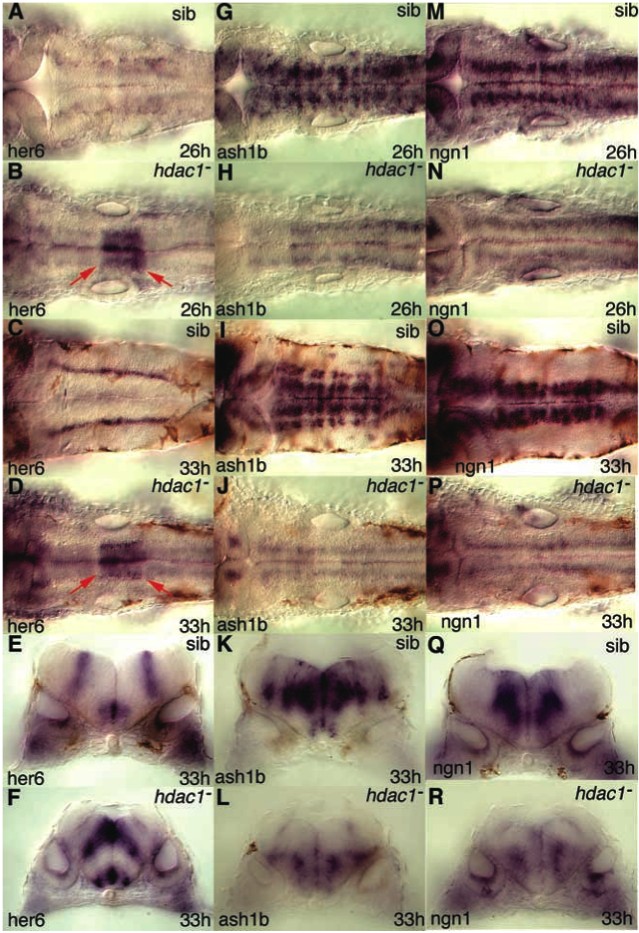 A sib G sib M sib
her6 26h ash1b 26h ngn1 26h
B hdac1- H hdac1- N hdac1-
her6 26h ash1b 26h ngn1 26h
C sib I sib O sib
her6 33h ash1b 33h ngn1 33h
D hdac1- J hdac1- P hdac1-
her6 33h ash1b 33h ngn1 33h
E sib K sib Q sib
her6 33h ash1b 33h ngn1 33h
F hdac1- L hdac1- R hdac1-
her6 33h ash1b 33h ngn1 33h